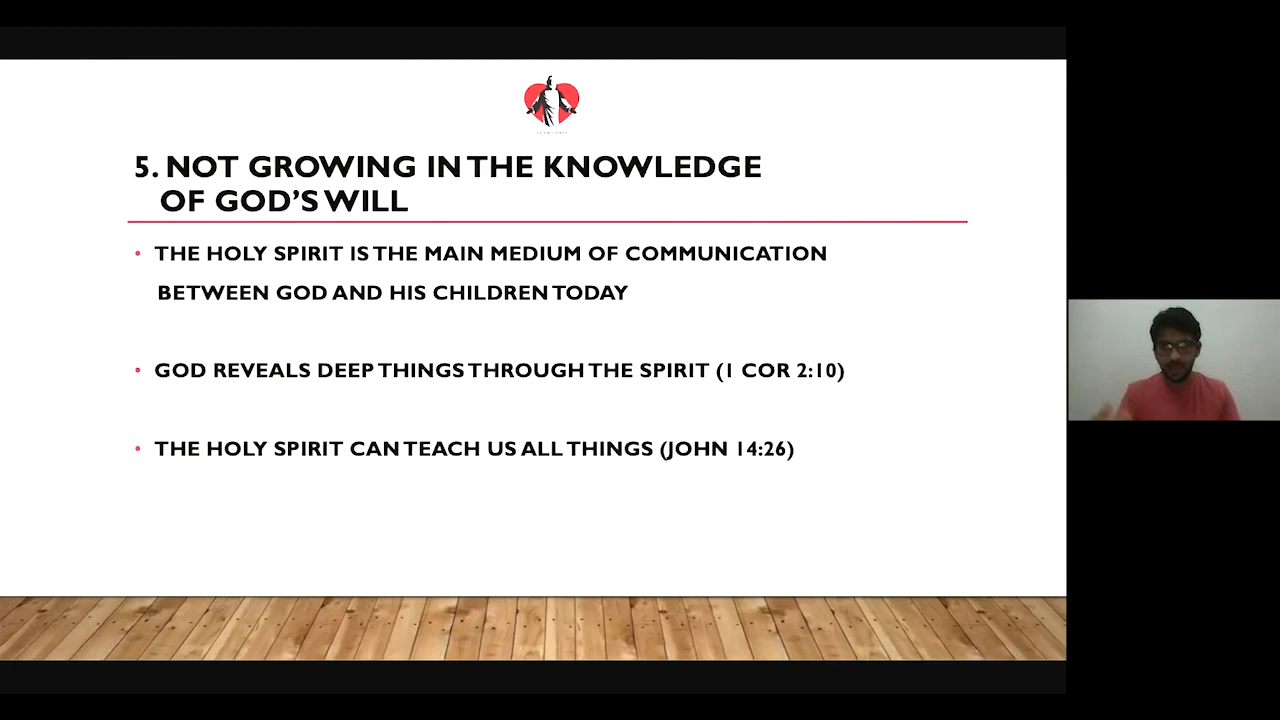 5. NOT GROWING IN THE KNOWLEDGE
OF GOD'S WILL
• THE HOLY SPIRIT IS THE MAIN MEDIUM OF COMMUNICATION
BETWEEN GOD AND HIS CHILDREN TODAY
• GOD REVEALS DEEP THINGS THROUGH THE SPIRIT (1 COR 2:10)
• THE HOLY SPIRIT CAN TEACH US ALL THINGS (JOHN 14:26)